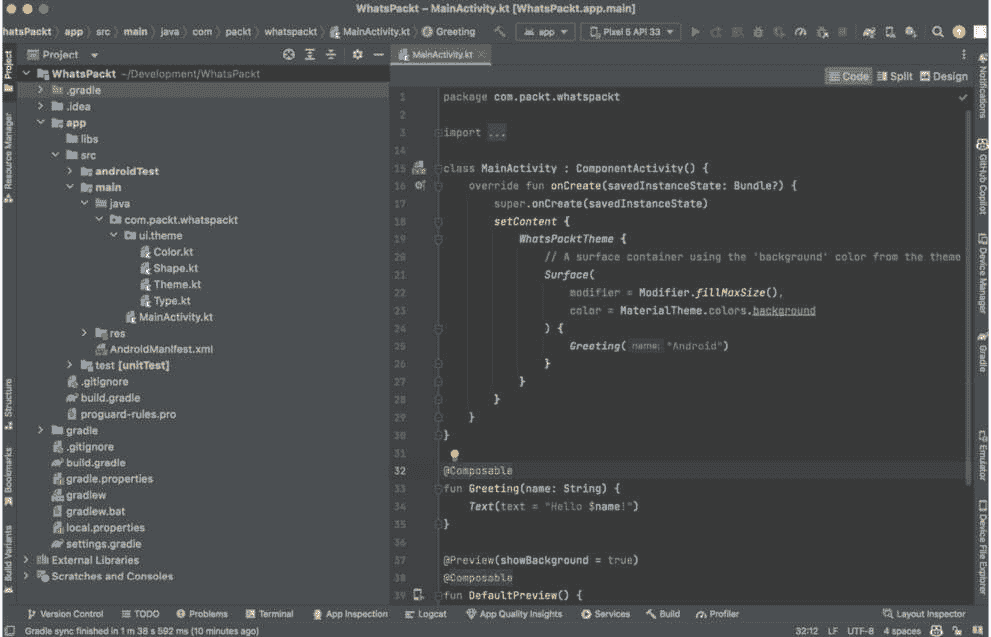 WhatsPackt – MainActivity.kt [WhatsPackt.app.main]
hatsPackt app src main java com packt whatspackt MainActivity.kt Greeting app Pixel 5 API 33
Project
MainActivity.kt
Code Split Design
Project
Resource Manager
Structure
Bookmarks
Build Variants
WhatsPackt ~/Development/WhatsPackt
.gradle
.idea
app
libs
src
androidTest
main
java
com.packt.whatspackt
ui.theme
Color.kt
Shape.kt
Theme.kt
Type.kt
MainActivity.kt
res
AndroidManifest.xml
test [unitTest]
.gitignore
build.gradle
proguard-rules.pro
gradle
.gitignore
build.gradle
gradle.properties
gradlew
gradlew.bat
local.properties
settings.gradle
External Libraries
Scratches and Consoles
1 package com.packt.whatspackt
2
3 import ...
14
15 class MainActivity : ComponentActivity() {
16 override fun onCreate(savedInstanceState: Bundle?) {
17 super.onCreate(savedInstanceState)
18 setContent {
19 WhatsPacktTheme {
20 // A surface container using the 'background' color from the theme
21 Surface(
22 modifier = Modifier.fillMaxSize(),
23 color = MaterialTheme.colors.background
24 ) {
25 Greeting( name: "Android")
26 }
27 }
28 }
29 }
30 }
31
32 @Composable
33 fun Greeting(name: String) {
34 Text(text = "Hello $name!")
35 }
36
37 @Preview(showBackground = true)
38 @Composable
39 fun DefaultPreview() {
Notifications
GitHub Copilot
Device Manager
Gradle
Emulator
Device File Explorer
Version Control TODO Problems Terminal App Inspection Logcat App Quality Insights Services Build Profiler Layout Inspector
Gradle sync finished in 1 m 38 s 592 ms (10 minutes ago) 32:12 LF UTF-8 4 spaces